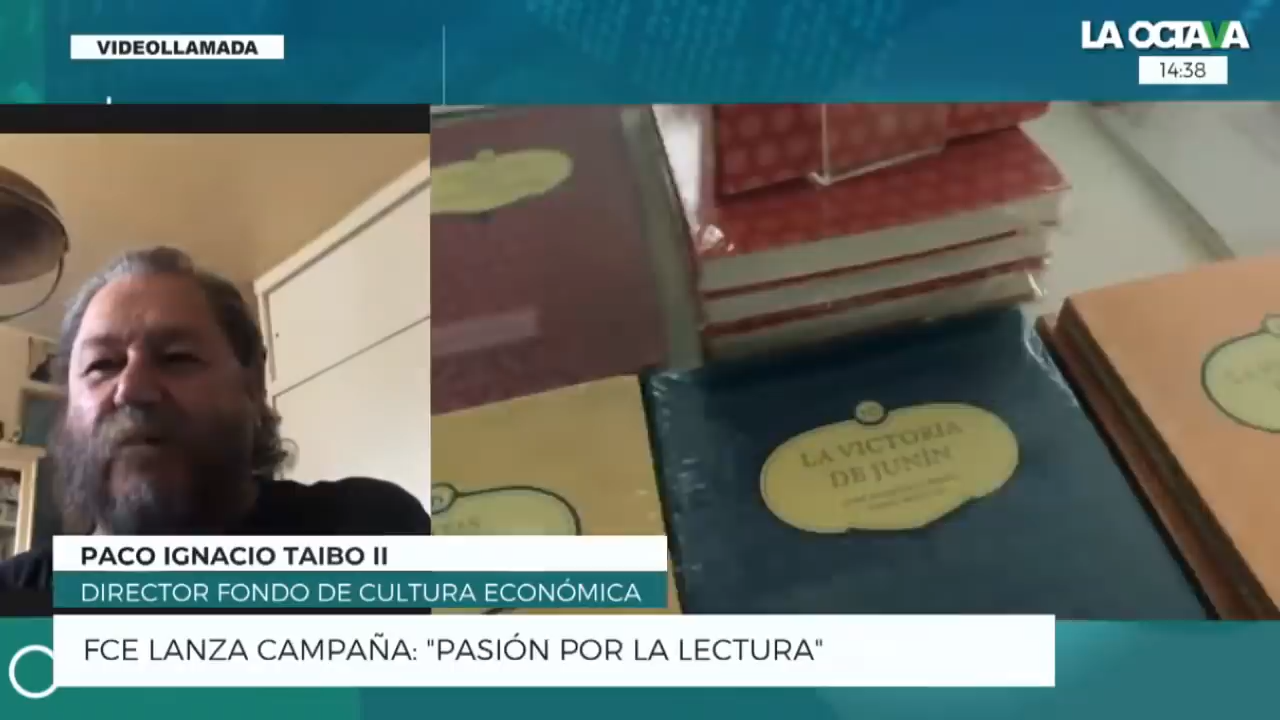 VIDEOLLAMADA
LA OCTAVA
14:38
LA VICTORIA
DE JUNÍN
PACO IGNACIO TAIBO II
DIRECTOR FONDO DE CULTURA ECONÓMICA
FCE LANZA CAMPAÑA: "PASIÓN POR LA LECTURA"